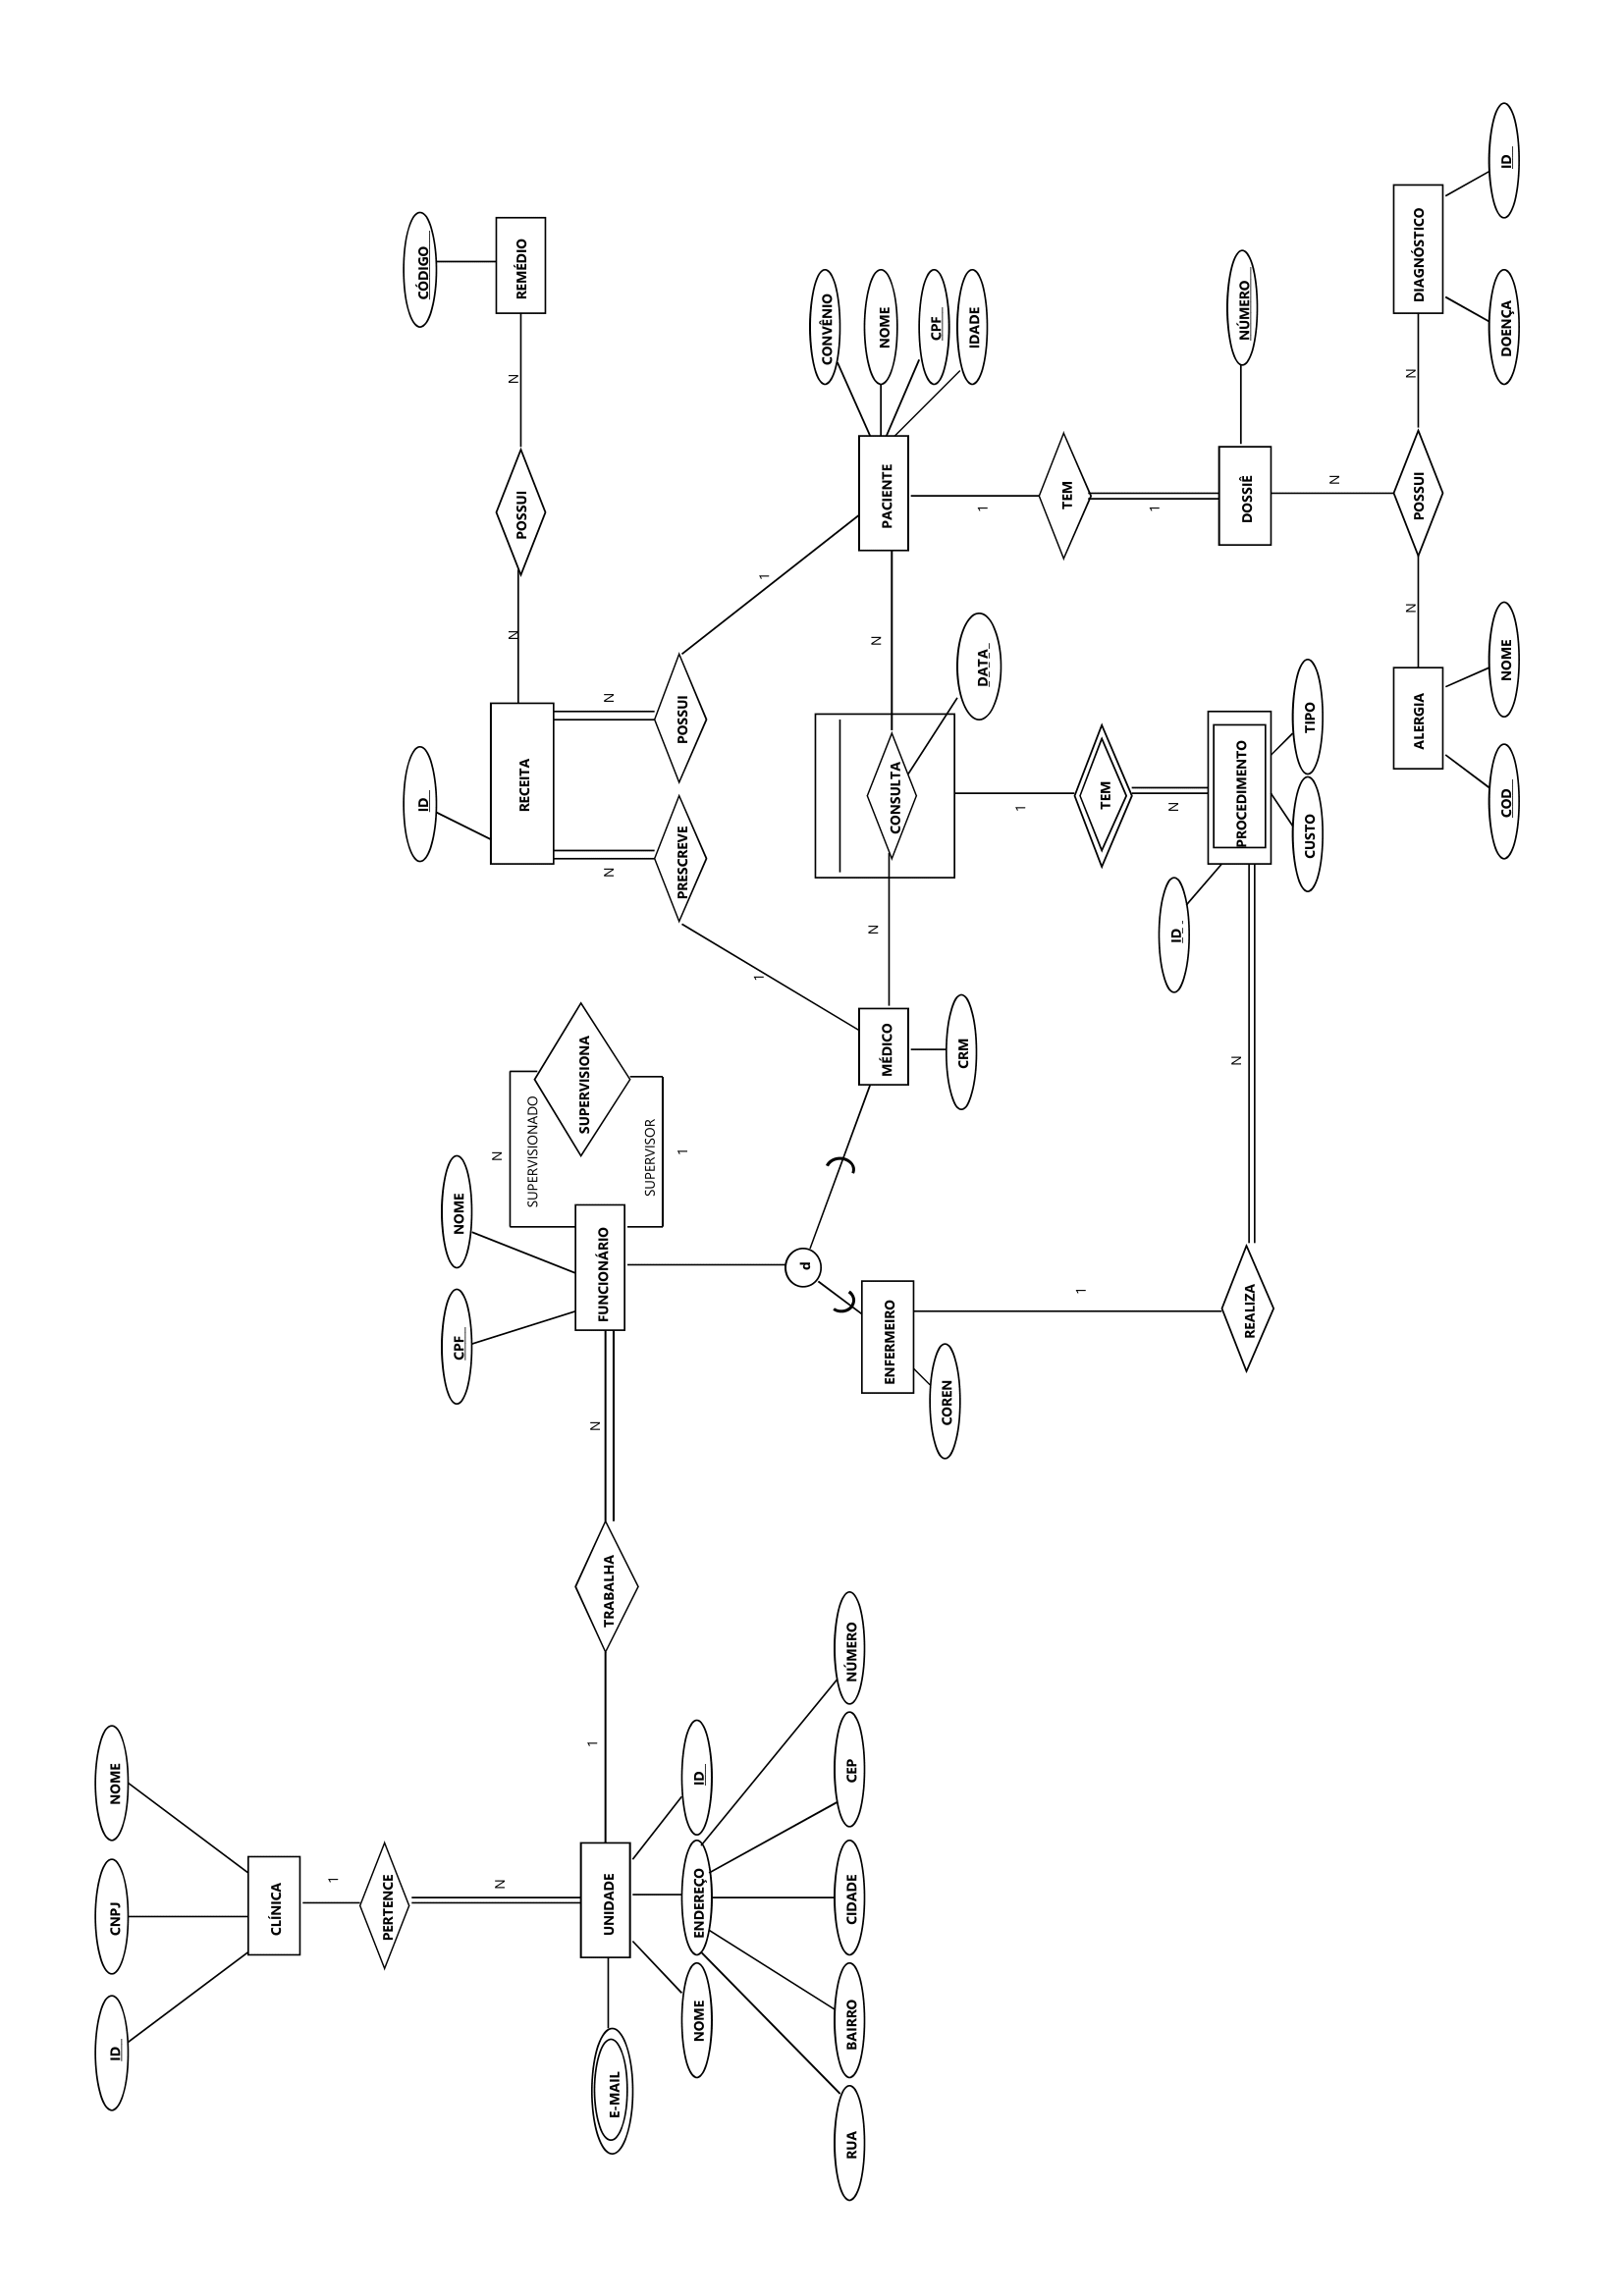 ID
CNPJ
NOME
CLÍNICA
1
PERTENCE
N
E-MAIL
UNIDADE
NOME
ENDEREÇO
ID
RUA
BAIRRO
CIDADE
CEP
NÚMERO
1
TRABALHA
N
CPF
NOME
FUNCIONÁRIO
N
SUPERVISIONADO
SUPERVISIONA
SUPERVISOR
1
d
ENFERMEIRO
COREN
1
REALIZA
N
MÉDICO
CRM
1
PRESCREVE
N
ID
RECEITA
N
POSSUI
N
CÓDIGO
REMÉDIO
N
POSSUI
1
N
CONSULTA
DATA
N
PACIENTE
CONVÊNIO
NOME
CPF
IDADE
1
TEM
N
PROCEDIMENTO
ID
CUSTO
TIPO
1
TEM
1
DOSSIÊ
NÚMERO
N
POSSUI
N
ALERGIA
COD
NOME
N
DIAGNÓSTICO
DOENÇA
ID